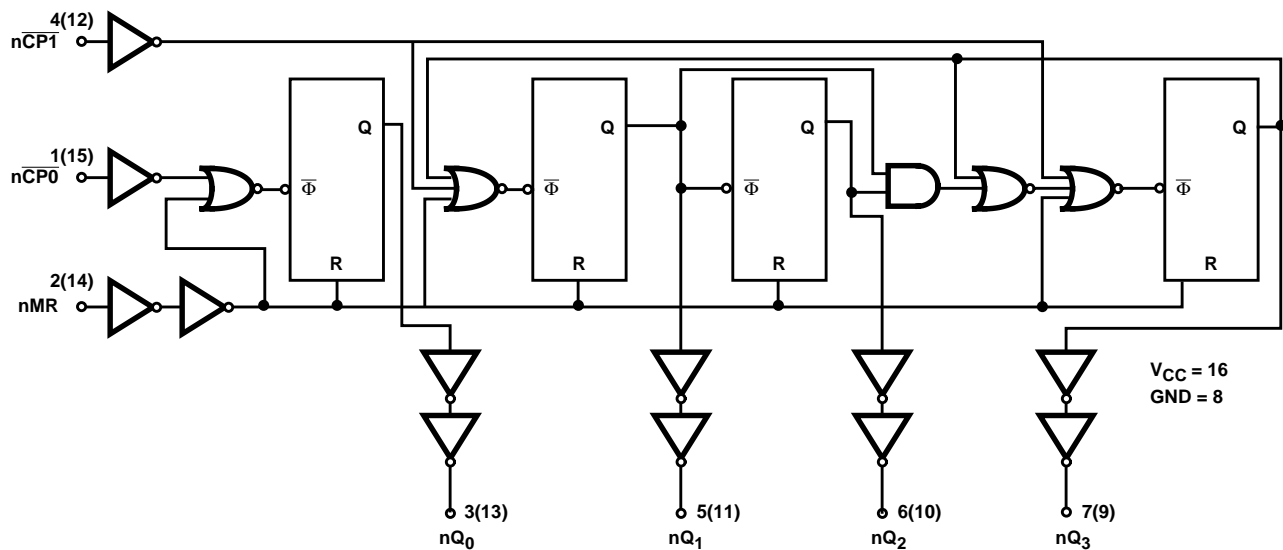 4(12)
nCP1
1(15)
nCP0
2(14)
nMR
Q
Φ
R
Q
Φ
R
Q
Φ
R
Q
Φ
R
VCC = 16
GND = 8
3(13)
nQ0
5(11)
nQ1
6(10)
nQ2
7(9)
nQ3